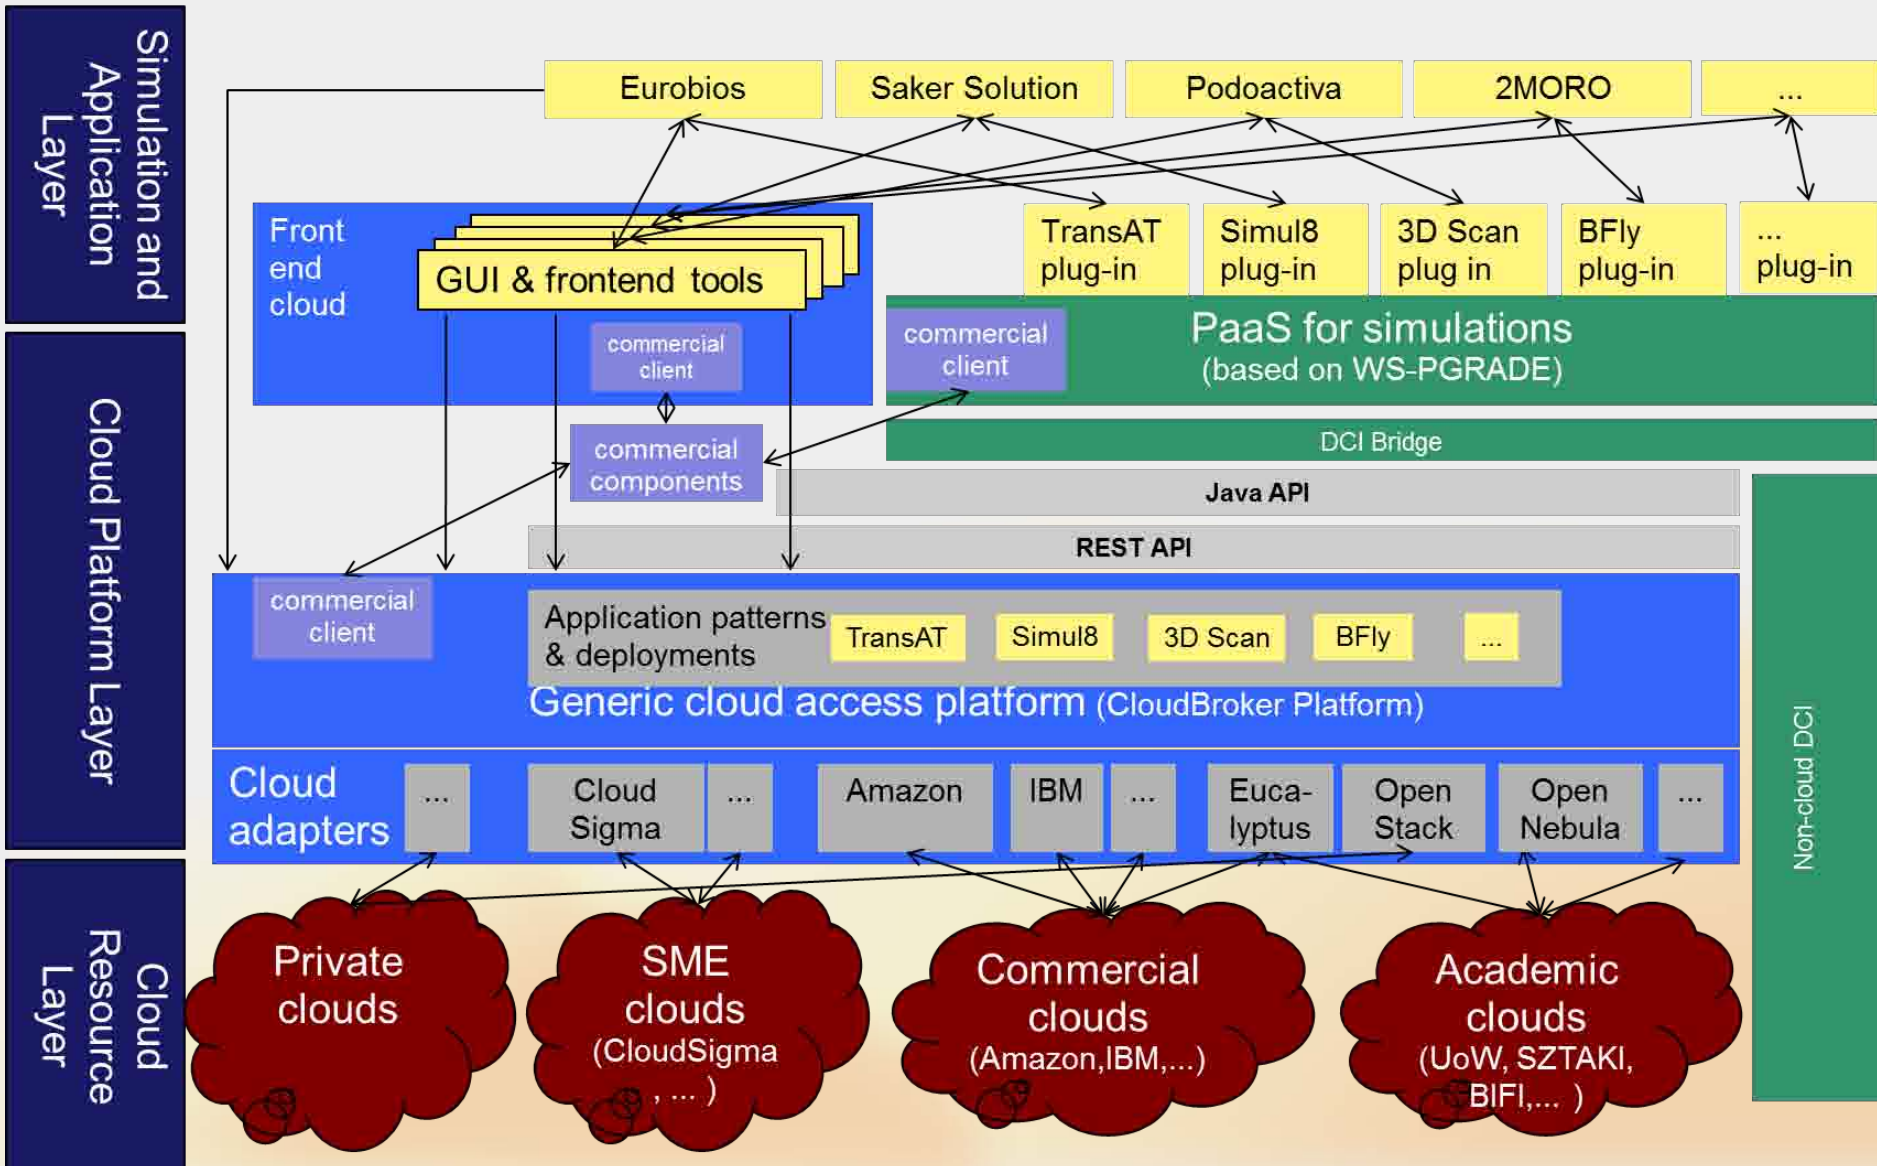 Simulation and
Application
Layer
Eurobios
Saker Solution
Podoactiva
2MORO
...
Front
end
cloud
GUI & frontend tools
TransAT
plug-in
Simul8
plug-in
3D Scan
plug in
BFly
plug-in
...
plug-in
commercial
client
commercial
client
PaaS for simulations
(based on WS-PGRADE)
Cloud Platform Layer
commercial
components
DCI Bridge
Java API
REST API
commercial
client
Application patterns
& deployments
TransAT
Simul8
3D Scan
BFly
...
Generic cloud access platform (CloudBroker Platform)
Non-cloud DCI
Cloud
adapters
...
Cloud
Sigma
...
Amazon
IBM
...
Euca-
lyptus
Open
Stack
Open
Nebula
...
Cloud
Resource
Layer
Private
clouds
SME
clouds
(CloudSigma
, ... )
Commercial
clouds
(Amazon,IBM,...)
Academic
clouds
(UoW, SZTAKI,
BIFI,... )